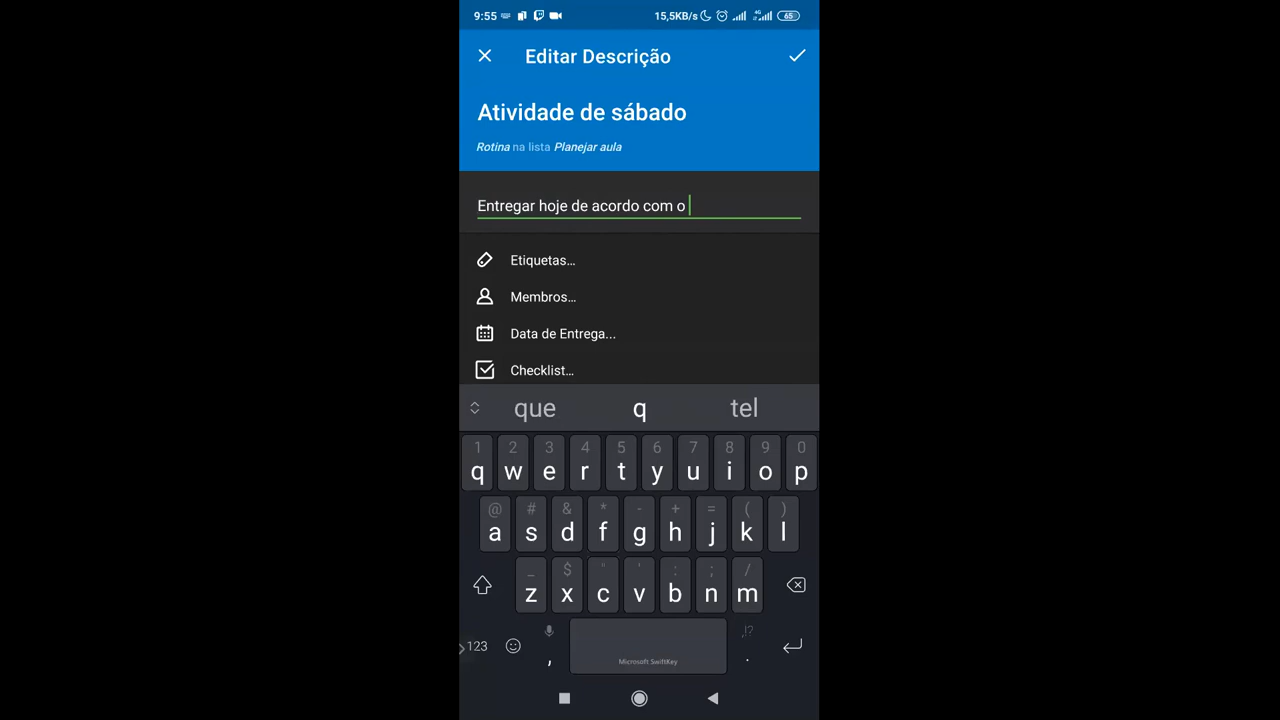 9:55 15,5KB/s 4G 65
Editar Descrição
Atividade de sábado
Rotina na lista Planejar aula
Entregar hoje de acordo com o
Etiquetas...
Membros...
Data de Entrega...
Checklist...
que q tel
1 2 3 4 5 6 7 8 9 0
q w e r t y u i o p
@ # & * - + = ( )
a s d f g h j k l
_ $ " ' : ; /
z x c v b n m
,!?
123 , .
Microsoft SwiftKey